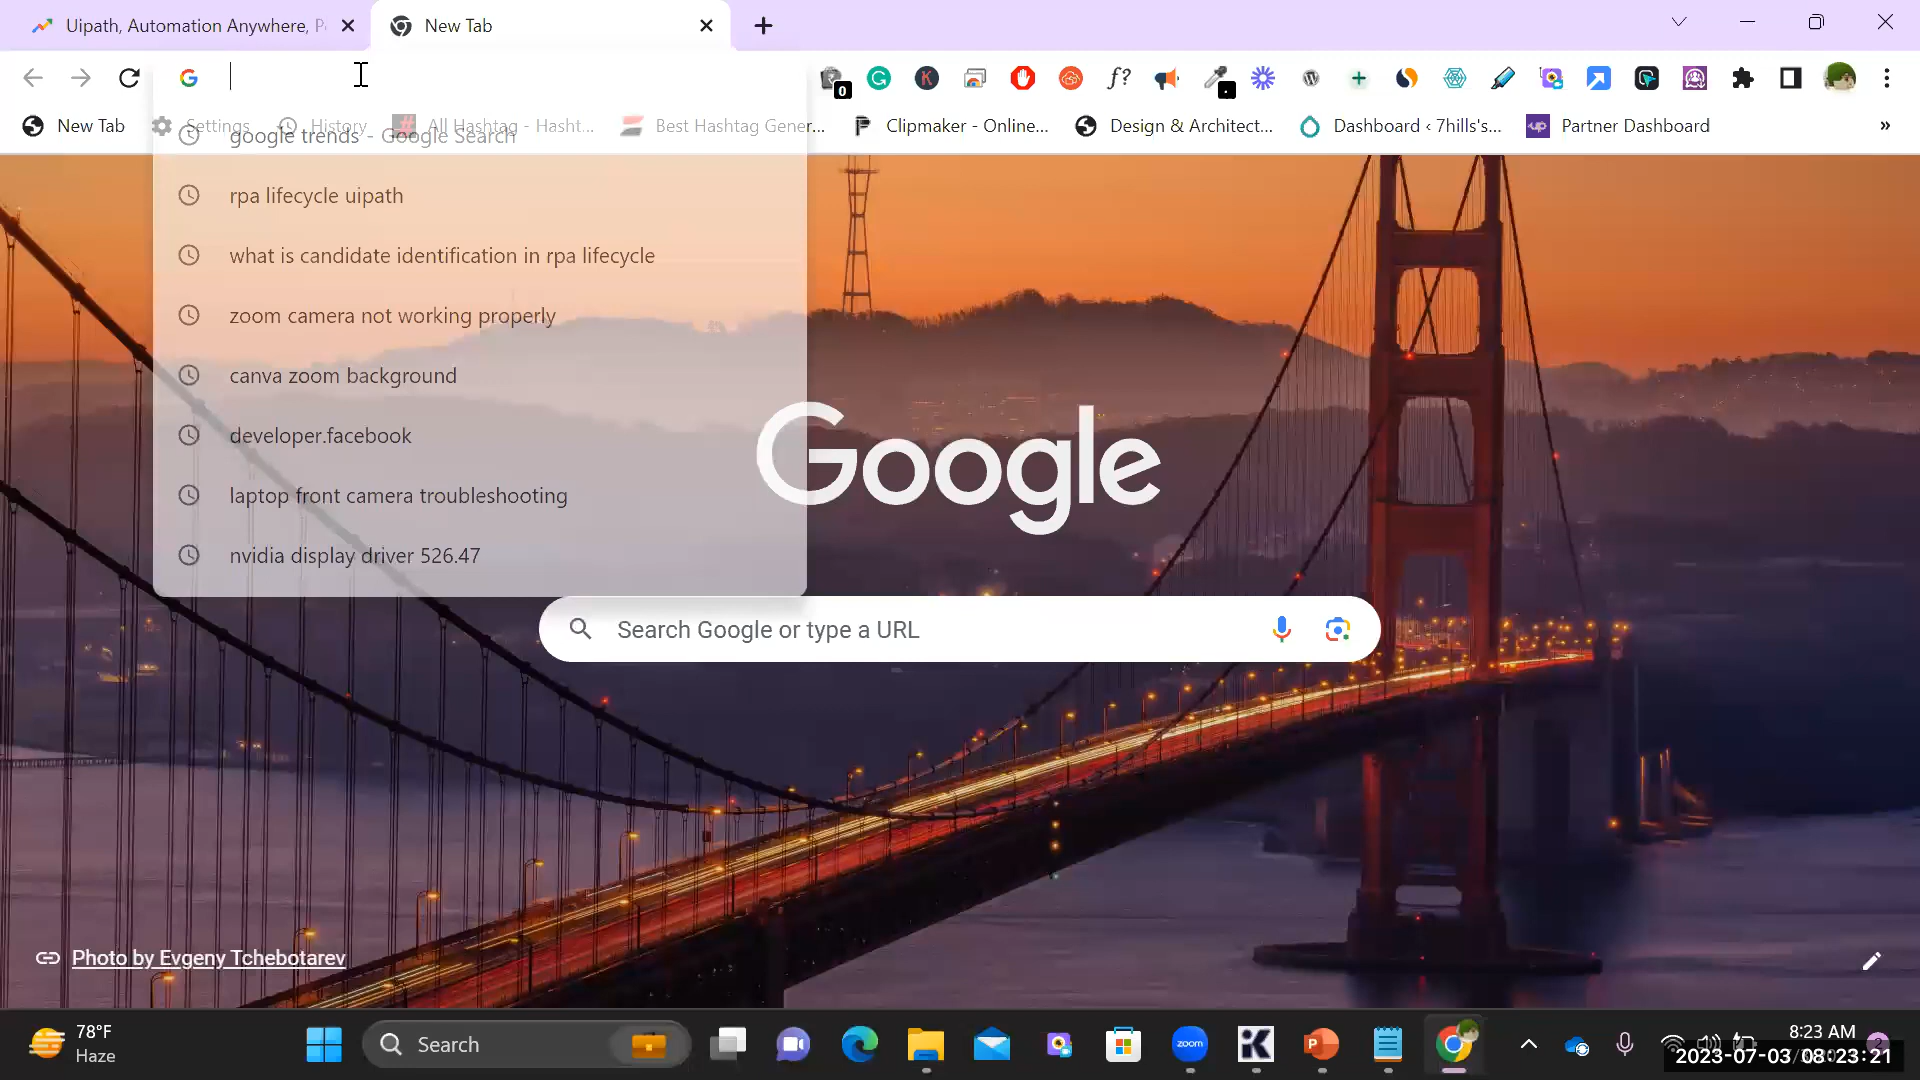 Uipath, Automation Anywhere, P
New Tab
0
f?
New Tab
Settings
History
All Hashtag - Hasht...
Best Hashtag Gener...
Clipmaker - Online...
Design & Architect...
Dashboard ‹ 7hills's...
Partner Dashboard
»
google trends - Google Search
rpa lifecycle uipath
what is candidate identification in rpa lifecycle
zoom camera not working properly
canva zoom background
developer.facebook
laptop front camera troubleshooting
nvidia display driver 526.47
Google
Search Google or type a URL
Photo by Evgeny Tchebotarev
78°F
Haze
Search
zoom
8:23 AM
2023-07-03 08:23:21
2